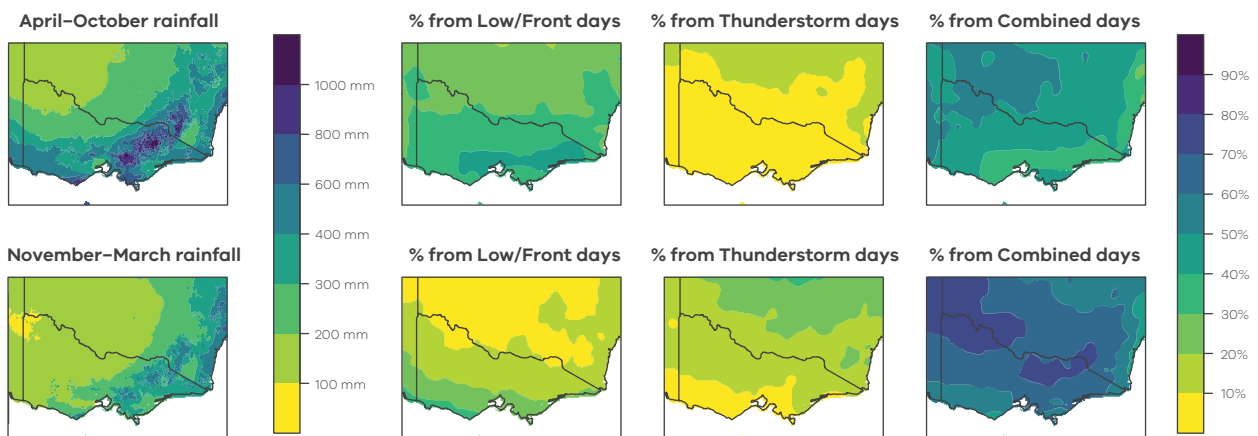 April–October rainfall
% from Low/Front days
% from Thunderstorm days
% from Combined days
1000 mm
800 mm
600 mm
400 mm
300 mm
200 mm
100 mm
90%
80%
70%
60%
50%
40%
30%
20%
10%
November–March rainfall
% from Low/Front days
% from Thunderstorm days
% from Combined days